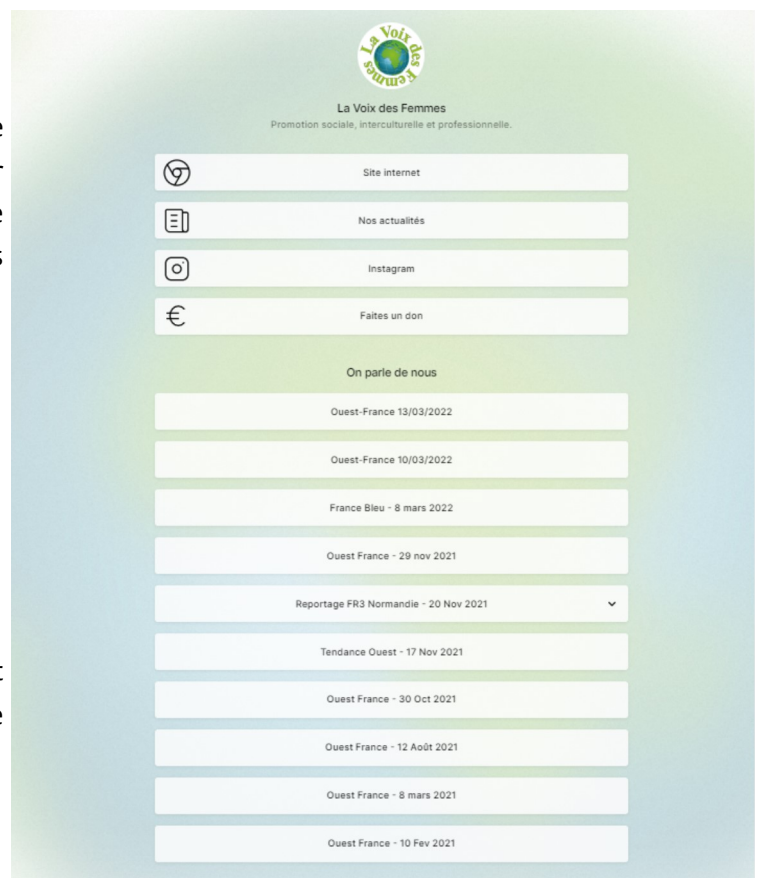 La Voix des Femmes
La Voix des Femmes
Promotion sociale, interculturelle et professionnelle.
Site internet
Nos actualités
Instagram
Faites un don
On parle de nous
Ouest-France 13/03/2022
Ouest-France 10/03/2022
France Bleu - 8 mars 2022
Ouest France - 29 nov 2021
Reportage FR3 Normandie - 20 Nov 2021
Tendance Ouest - 17 Nov 2021
Ouest France - 30 Oct 2021
Ouest France - 12 Août 2021
Ouest France - 8 mars 2021
Ouest France - 10 Fev 2021